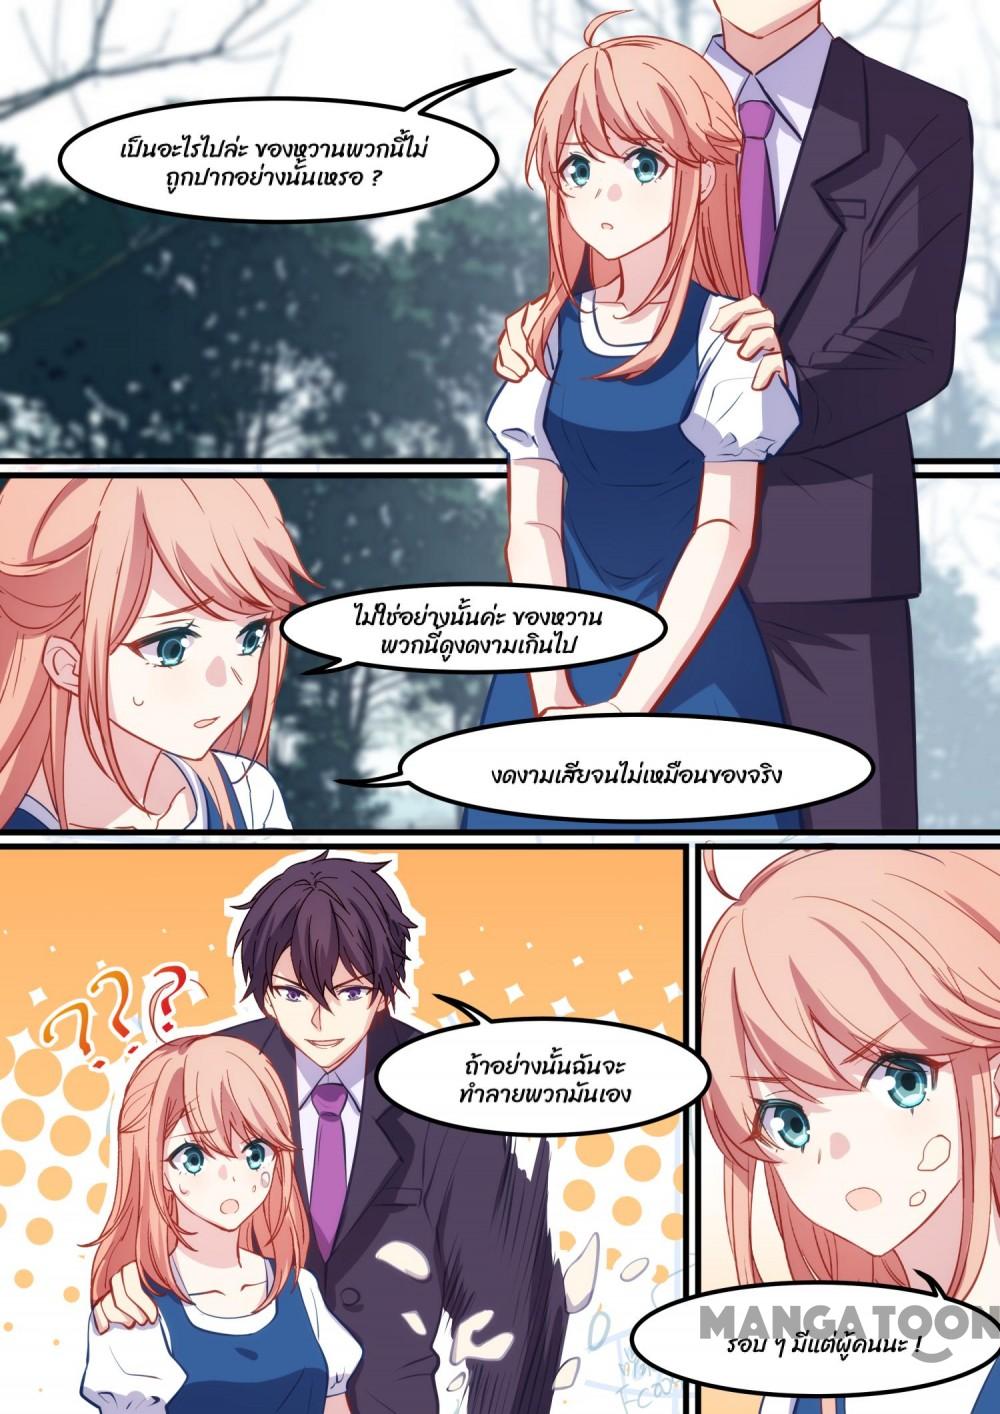 เป็นอะไรไปล่ะ ของหวานพวกนี้ไม่
ถูกปากอย่างนั้นเหรอ ?
ไม่ใช่อย่างนั้นค่ะ ของหวาน
พวกนี้ดูงดงามเกินไป
งดงามเสียจนไม่เหมือนของจริง
???
ถ้าอย่างนั้นฉันจะ
ทำลายพวกมันเอง
MANGATOON
รอบ ๆ มีแต่ผู้คนนะ !